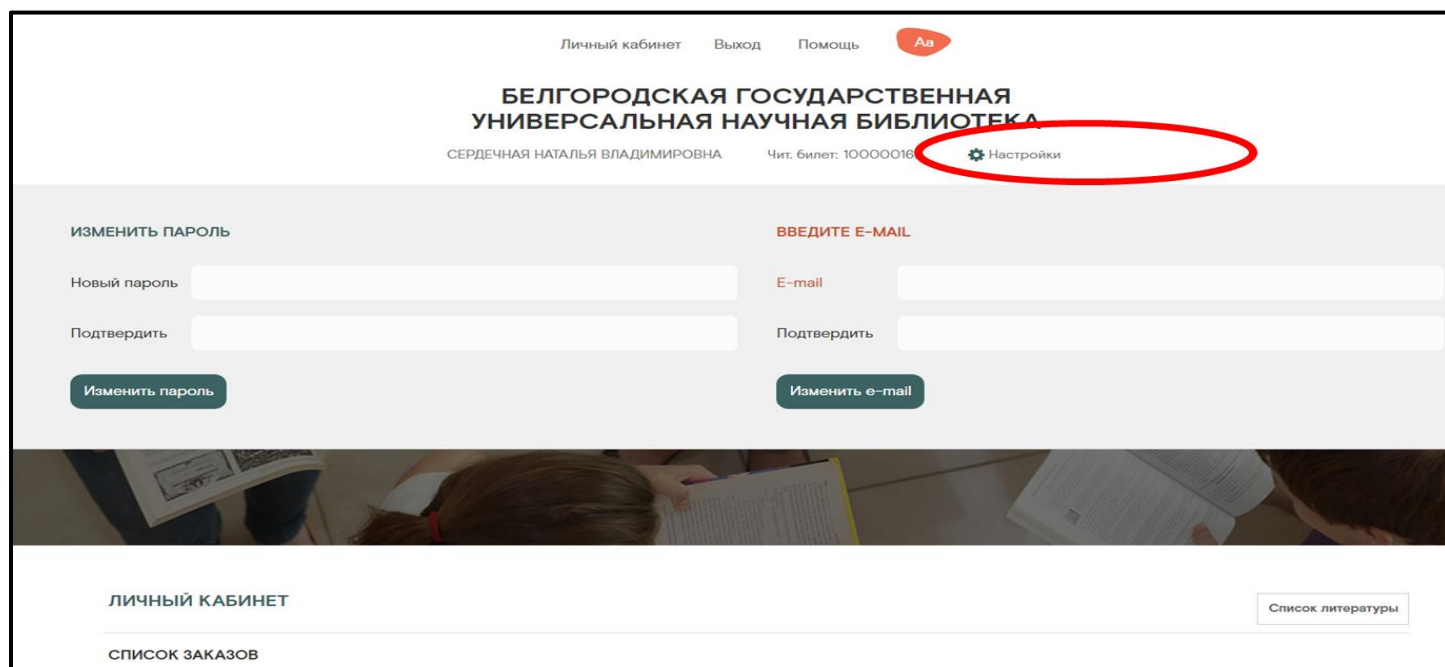 Личный кабинет Выход Помощь Аа
БЕЛГОРОДСКАЯ ГОСУДАРСТВЕННАЯ
УНИВЕРСАЛЬНАЯ НАУЧНАЯ БИБЛИОТЕКА
СЕРДЕЧНАЯ НАТАЛЬЯ ВЛАДИМИРОВНА Чит. билет: Настройки
ИЗМЕНИТЬ ПАРОЛЬ
Новый пароль
Подтвердить
Изменить пароль
ВВЕДИТЕ E-MAIL
E-mail
Подтвердить
Изменить e-mail
ЛИЧНЫЙ КАБИНЕТ
Список литературы
СПИСОК ЗАКАЗОВ